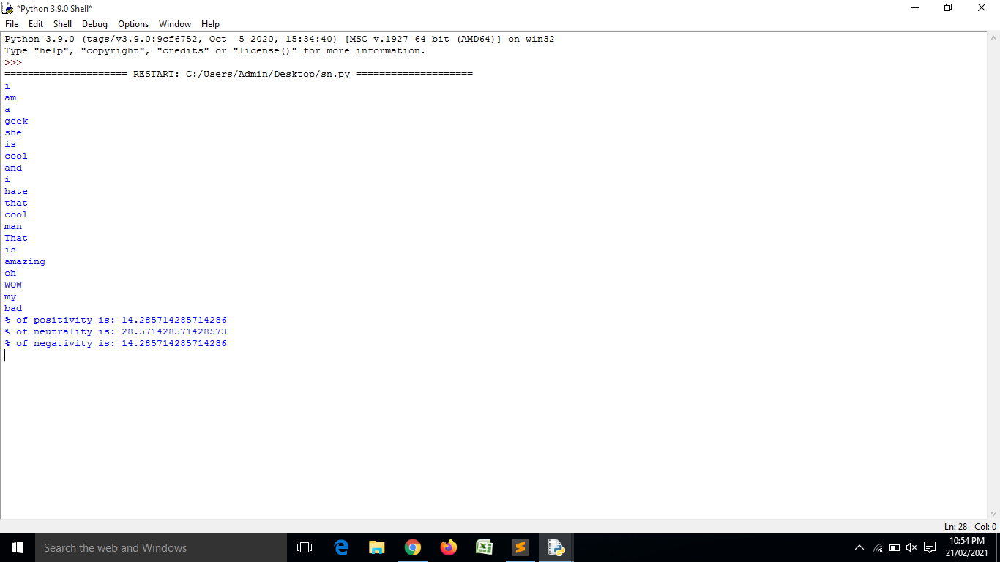 *Python 3.9.0 Shell*
File Edit Shell Debug Options Window Help
Python 3.9.0 (tags/v3.9.0:9cf6752, Oct  5 2020, 15:34:40) [MSC v.1927 64 bit (AMD64)] on win32
Type "help", "copyright", "credits" or "license()" for more information.
>>>
===================== RESTART: C:/Users/Admin/Desktop/sn.py ====================
i
am
a
geek
she
is
cool
and
i
hate
that
cool
man
That
is
amazing
oh
WOW
my
bad
% of positivity is: 14.285714285714286
% of neutrality is: 28.571428571428573
% of negativity is: 14.285714285714286
Ln: 28 Col: 0
Search the web and Windows
10:54 PM
21/02/2021